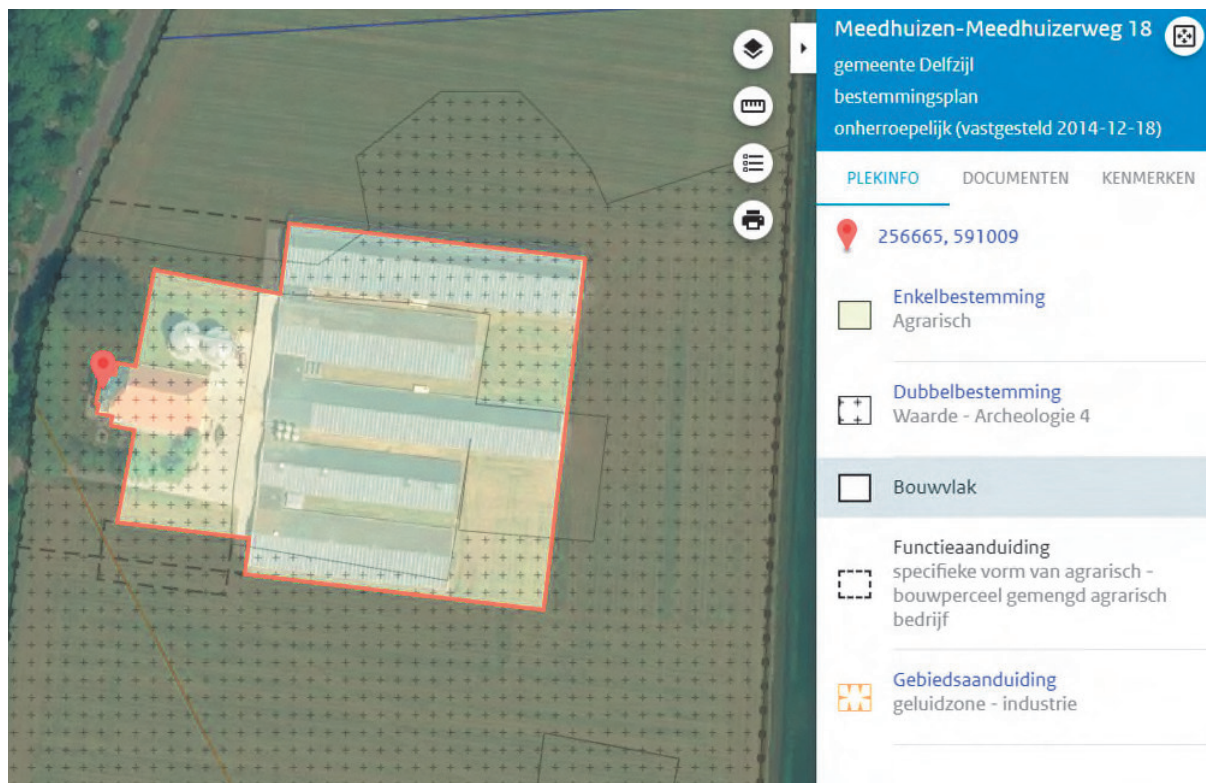 Meedhuizen-Meedhuizerweg 18
gemeente Delfzijl
bestemmingsplan
onherroepelijk (vastgesteld 2014-12-18)
PLEKINFO DOCUMENTEN KENMERKEN
256665, 591009
Enkelbestemming
Agrarisch
Dubbelbestemming
Waarde - Archeologie 4
Bouwvlak
Functieaanduiding
specifieke vorm van agrarisch -
bouwperceel gemengd agrarisch
bedrijf
Gebiedsaanduiding
geluidzone - industrie